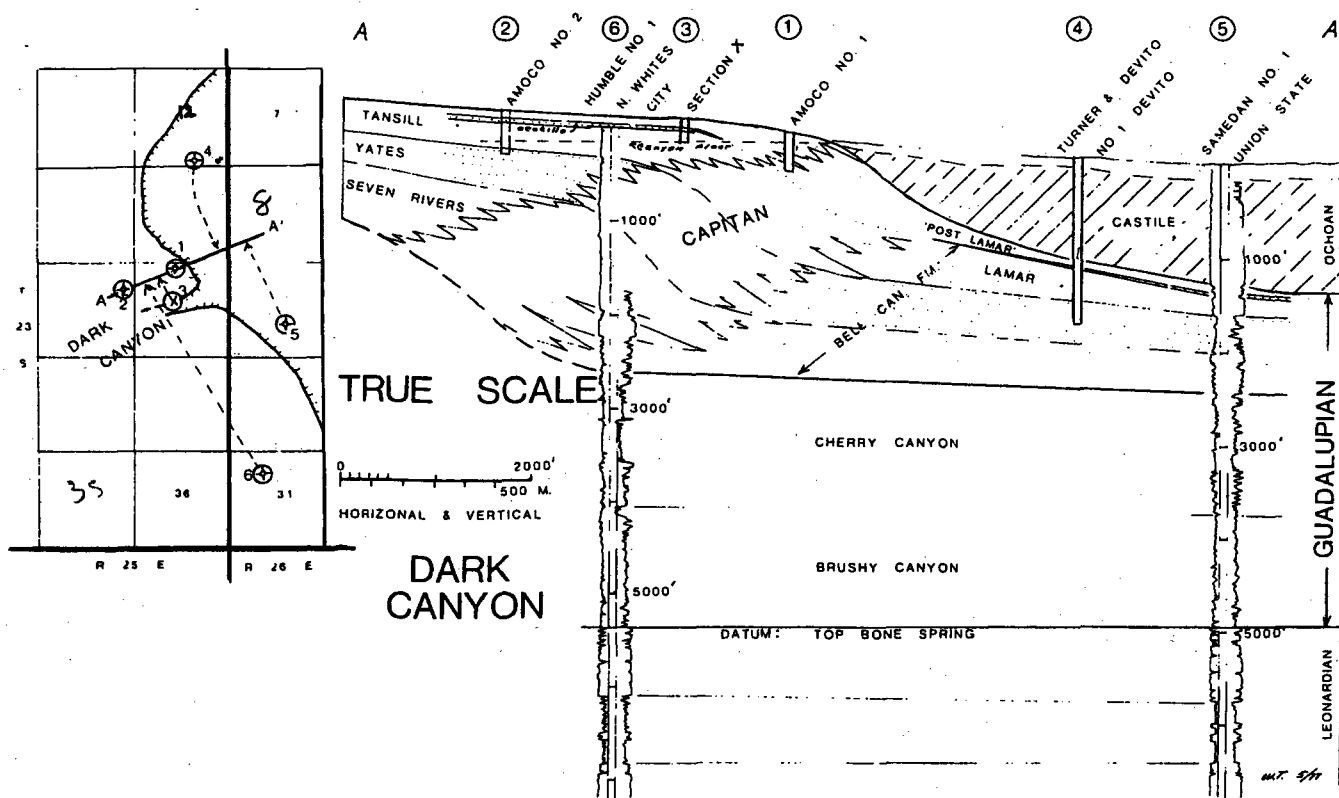 A
②
⑥
③
①
④
⑤
A
AMOCO NO. 2
HUMBLE NO. 1
N. WHITES
CITY
SECTION X
AMOCO NO. 1
TURNER & DEVITO
NO 1 DEVITO
SAMEDAN NO. 1
UNION STATE
12
7
4
8
A'
1
A
2
X
3
5
T
23
S
DARK
CANYON
35
36
6
31
R 25 E
R 26 E
TANSILL
YATES
SEVEN RIVERS
ocotillo
canyon
1000'
CAPITAN
CASTILE
POST LAMAR
LAMAR
BELL CAN. FM.
1000'
OCHOAN
TRUE SCALE
3000'
CHERRY CANYON
3000'
0 2000'
500 M.
HORIZONAL & VERTICAL
DARK
CANYON
BRUSHY CANYON
5000'
GUADALUPIAN
DATUM: TOP BONE SPRING
5000'
LEONARDIAN